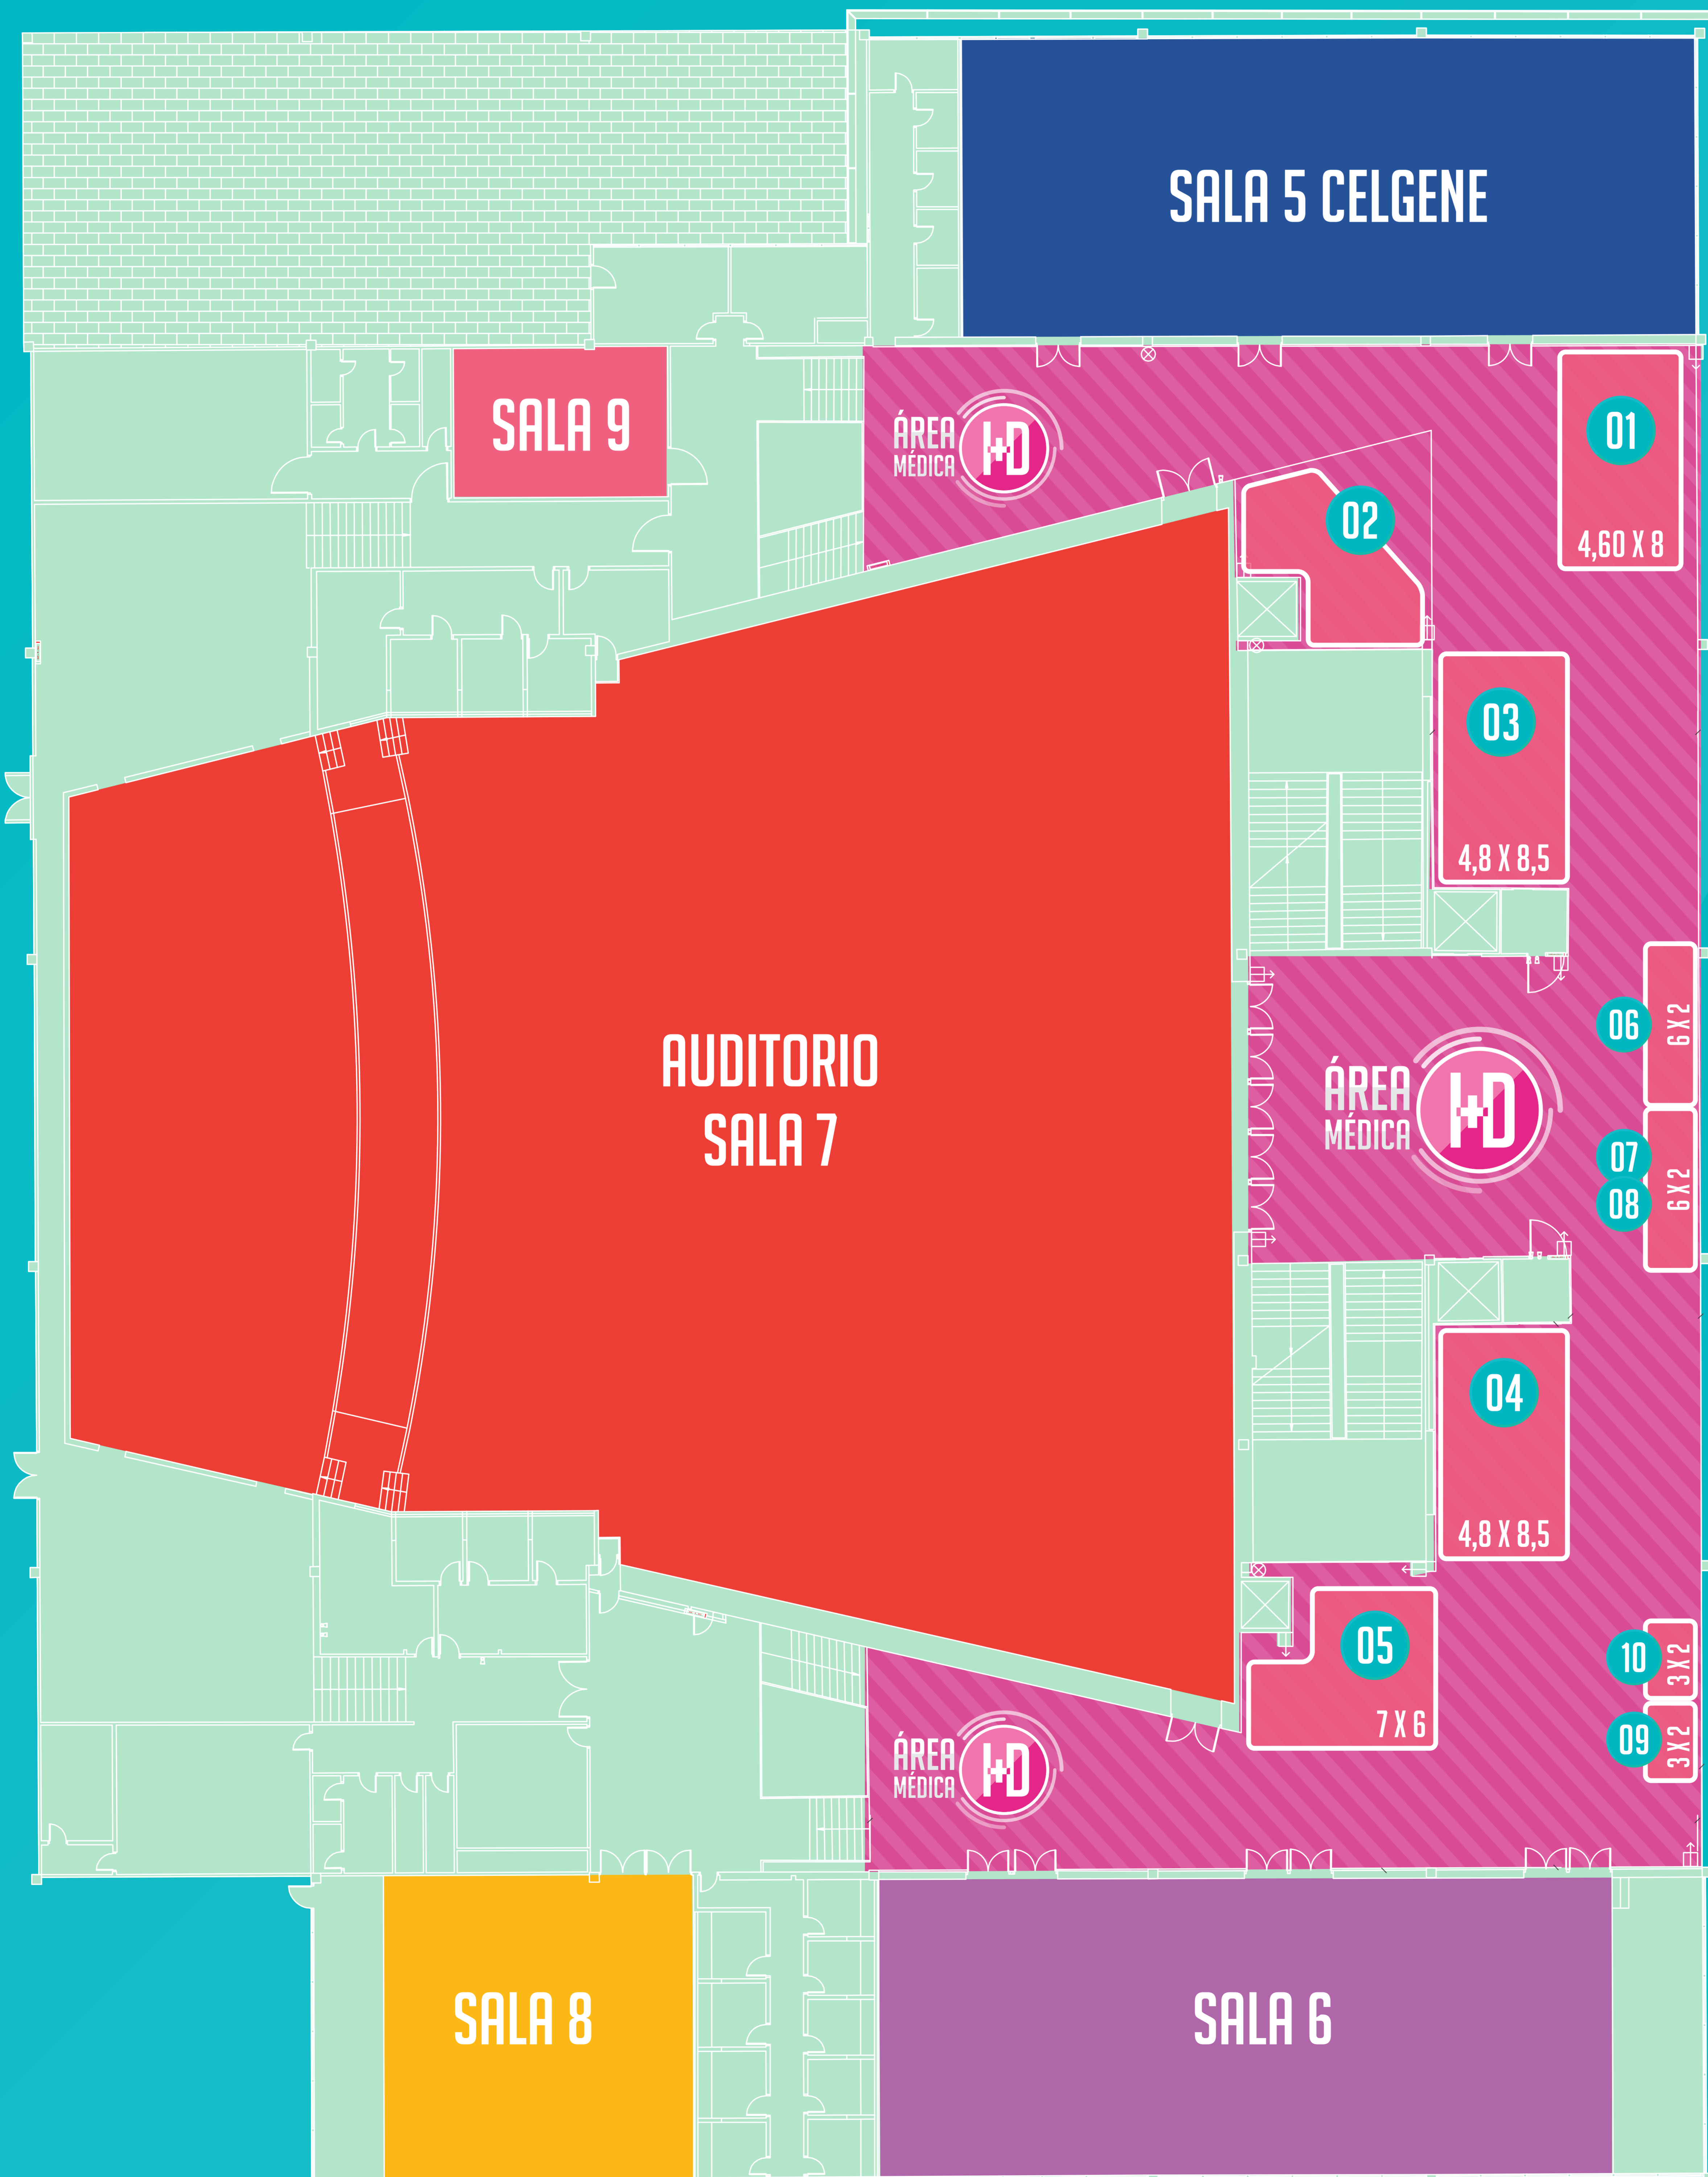 SALA 5 CELGENE
SALA 9
ÁREA
MÉDICA
I+D
01
4,60 X 8
02
03
4,8 X 8,5
AUDITORIO
SALA 7
ÁREA
MÉDICA
I+D
06
6 X 2
07
08
6 X 2
04
4,8 X 8,5
05
7 X 6
10
3 X 2
09
3 X 2
ÁREA
MÉDICA
I+D
SALA 8
SALA 6